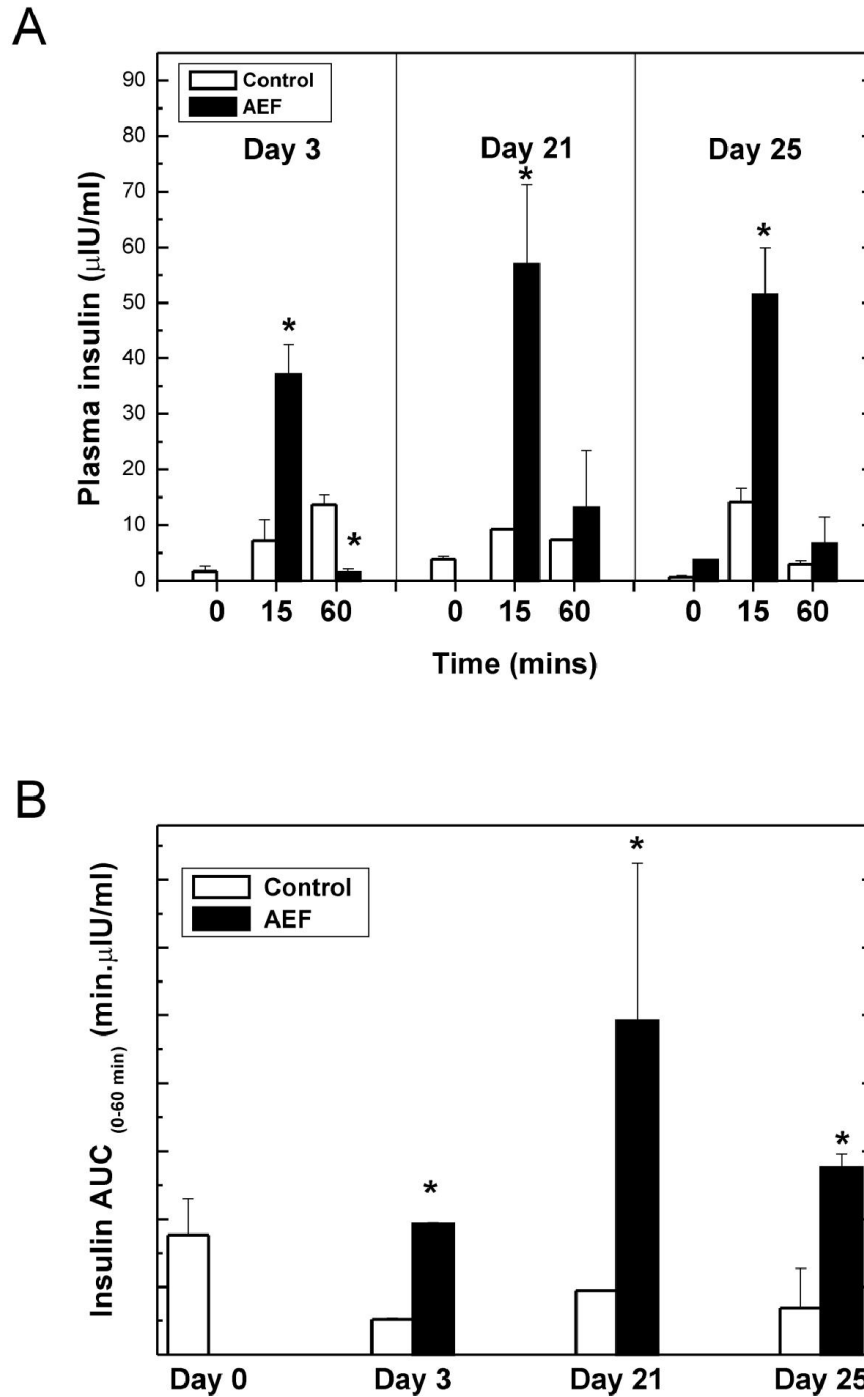 A
Control
AEF
Day 3
Day 21
Day 25
90
80
70
60
50
40
30
20
10
0
Plasma insulin (μIU/ml)
*
*
*
*
0 15 60 0 15 60 0 15 60
Time (mins)
B
Control
AEF
Insulin AUC (0-60 min) (min.μIU/ml)
*
*
*
Day 0 Day 3 Day 21 Day 25